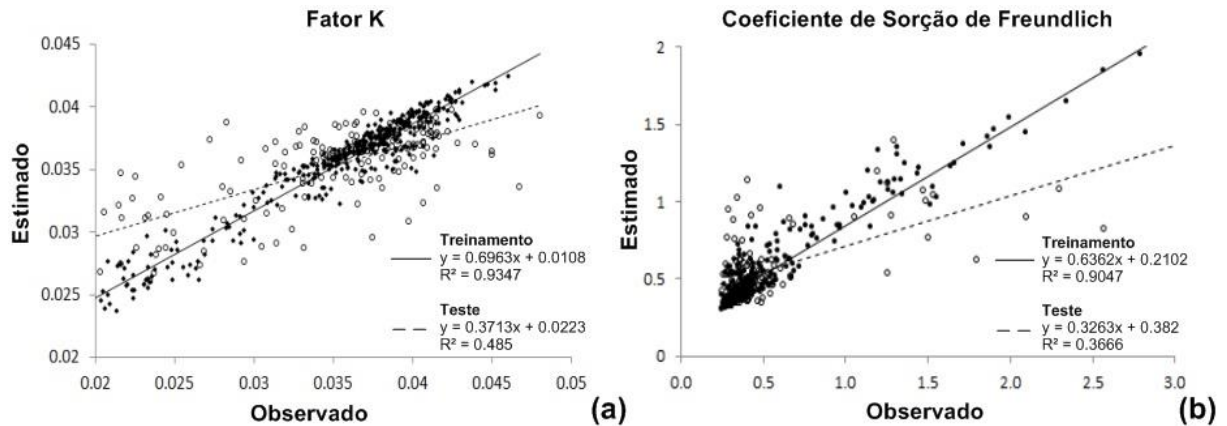 Fator K
0.045
0.04
0.035
0.03
0.025
0.02
Estimado
Treinamento
y = 0.6963x + 0.0108
R² = 0.9347
Teste
y = 0.3713x + 0.0223
R² = 0.485
0.02 0.025 0.03 0.035 0.04 0.045 0.05
Observado
(a)
Coeficiente de Sorção de Freundlich
2
1.5
1
0.5
0
Estimado
Treinamento
y = 0.6362x + 0.2102
R² = 0.9047
Teste
y = 0.3263x + 0.382
R² = 0.3666
0.0 0.5 1.0 1.5 2.0 2.5 3.0
Observado
(b)